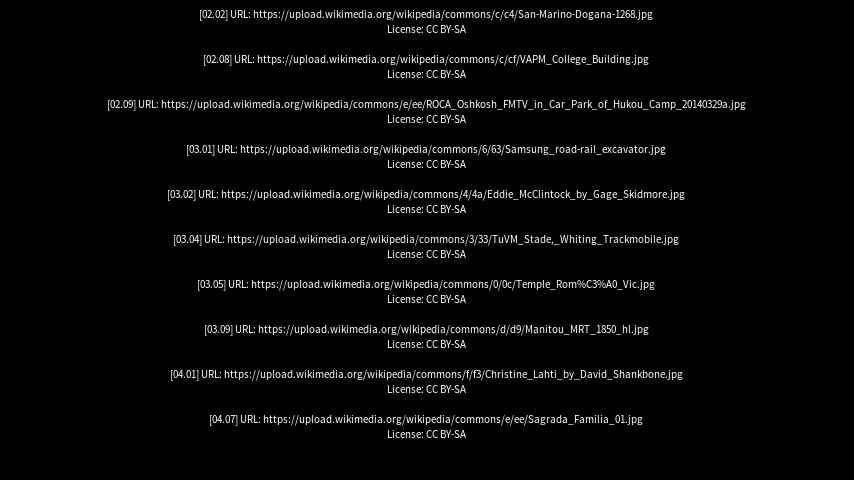 [02.02] URL: https://upload.wikimedia.org/wikipedia/commons/c/c4/San-Marino-Dogana-1268.jpg
License: CC BY-SA
[02.08] URL: https://upload.wikimedia.org/wikipedia/commons/c/cf/VAPM_College_Building.jpg
License: CC BY-SA
[02.09] URL: https://upload.wikimedia.org/wikipedia/commons/e/ee/ROCA_Oshkosh_FMTV_in_Car_Park_of_Hukou_Camp_20140329a.jpg
License: CC BY-SA
[03.01] URL: https://upload.wikimedia.org/wikipedia/commons/6/63/Samsung_road-rail_excavator.jpg
License: CC BY-SA
[03.02] URL: https://upload.wikimedia.org/wikipedia/commons/4/4a/Eddie_McClintock_by_Gage_Skidmore.jpg
License: CC BY-SA
[03.04] URL: https://upload.wikimedia.org/wikipedia/commons/3/33/TuVM_Stade,_Whiting_Trackmobile.jpg
License: CC BY-SA
[03.05] URL: https://upload.wikimedia.org/wikipedia/commons/0/0c/Temple_Rom%C3%A0_Vic.jpg
License: CC BY-SA
[03.09] URL: https://upload.wikimedia.org/wikipedia/commons/d/d9/Manitou_MRT_1850_hl.jpg
License: CC BY-SA
[04.01] URL: https://upload.wikimedia.org/wikipedia/commons/f/f3/Christine_Lahti_by_David_Shankbone.jpg
License: CC BY-SA
[04.07] URL: https://upload.wikimedia.org/wikipedia/commons/e/ee/Sagrada_Familia_01.jpg
License: CC BY-SA